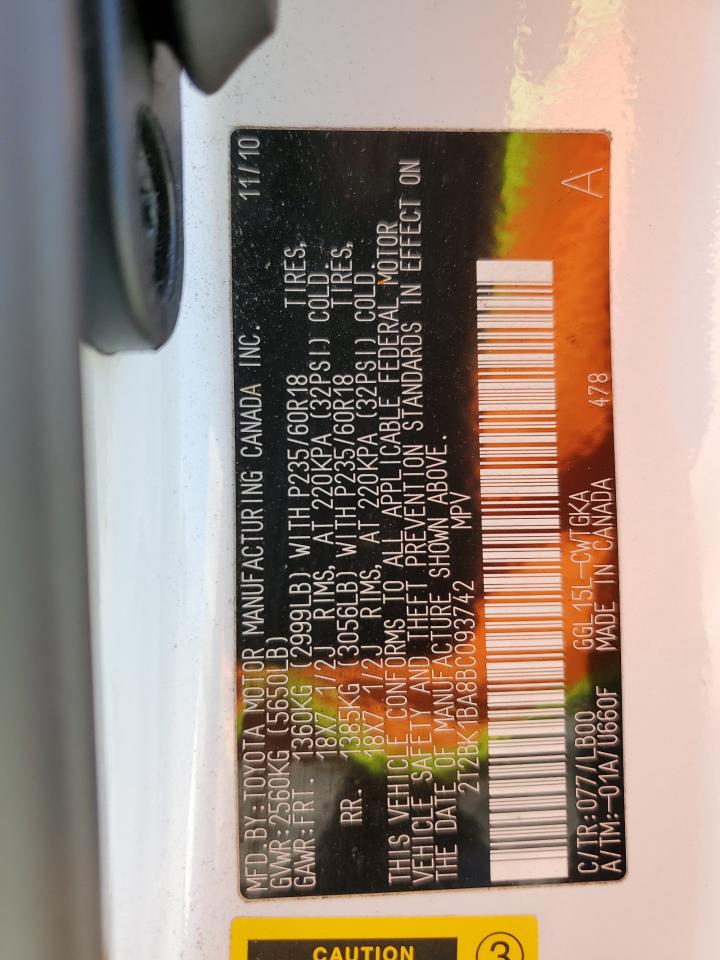 MFD. BY: TOYOTA MOTOR MANUFACTURING CANADA INC. 11/10
GVWR: 2560KG (5650LB)
GAWR: FRT. 1360KG (2999LB) WITH P235/60R18 TIRES,
18X7 1/2J RIMS, AT 220KPA (32PSI) COLD.
RR. 1385KG (3056LB) WITH P235/60R18 TIRES,
18X7 1/2J RIMS, AT 220KPA (32PSI) COLD.
THIS VEHICLE CONFORMS TO ALL APPLICABLE FEDERAL MOTOR
VEHICLE SAFETY AND THEFT PREVENTION STANDARDS IN EFFECT ON
THE DATE OF MANUFACTURE SHOWN ABOVE.
2T2BK1BA8BC093742 MPV
C/TR: 077/LB00 GGL15L-CWTGKA 478 A
A/TM: -01A/U660F MADE IN CANADA
CAUTION
3